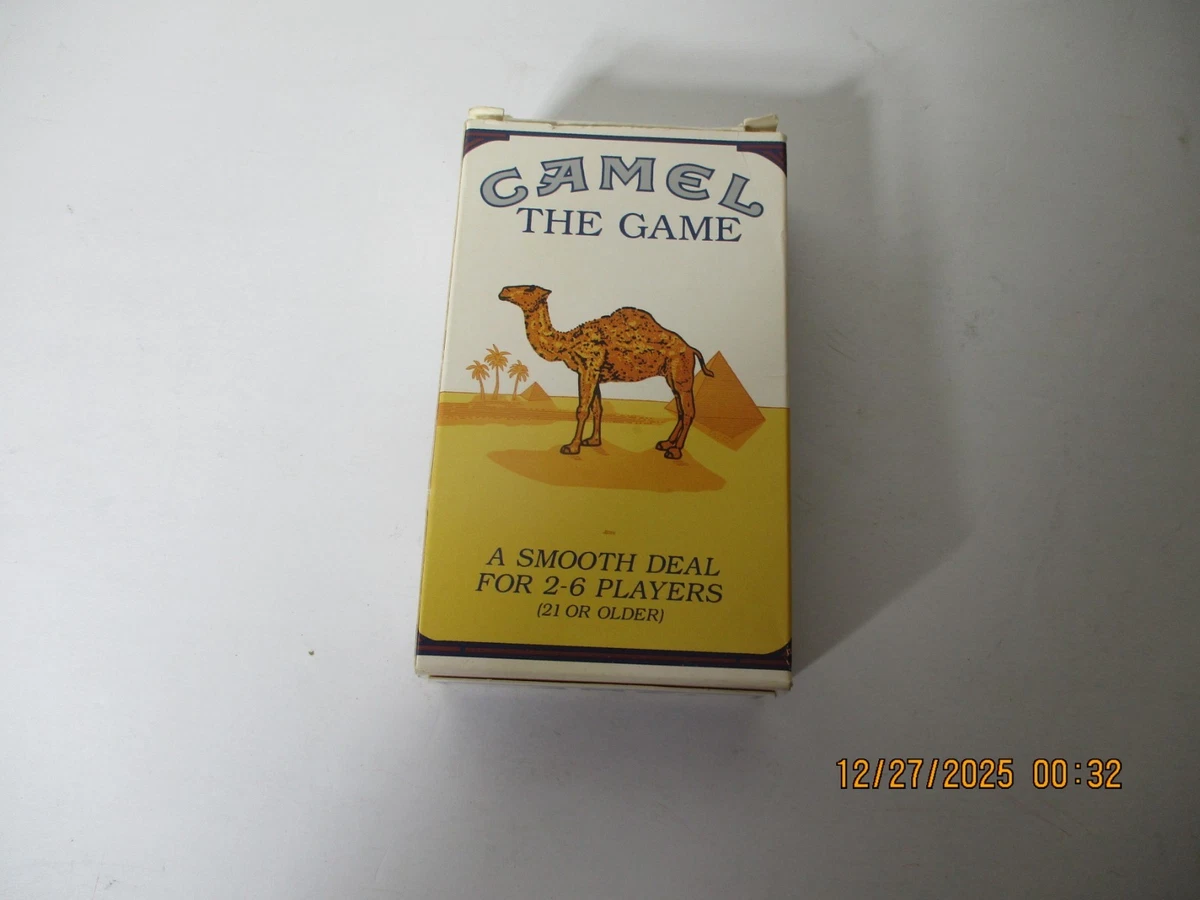 CAMEL
THE GAME
A SMOOTH DEAL
FOR 2-6 PLAYERS
(21 OR OLDER)
12/27/2025 00:32